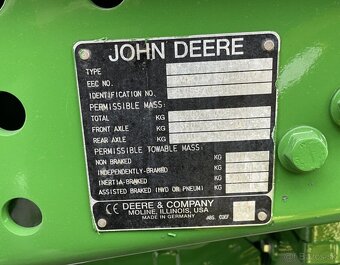 JOHN DEERE
TYPE
EEC NO.
IDENTIFICATION NO.
PERMISSIBLE MASS:
TOTAL KG
FRONT AXLE KG
REAR AXLE KG
PERMISSIBLE TOWABLE MASS:
NON BRAKED KG
INDEPENDENTLY-BRAKED KG
INERTIA-BRAKED KG
ASSISTED BRAKED (HYD OR PNEUM) KG
CE DEERE & COMPANY
MOLINE, ILLINOIS, USA
MADE IN GERMANY